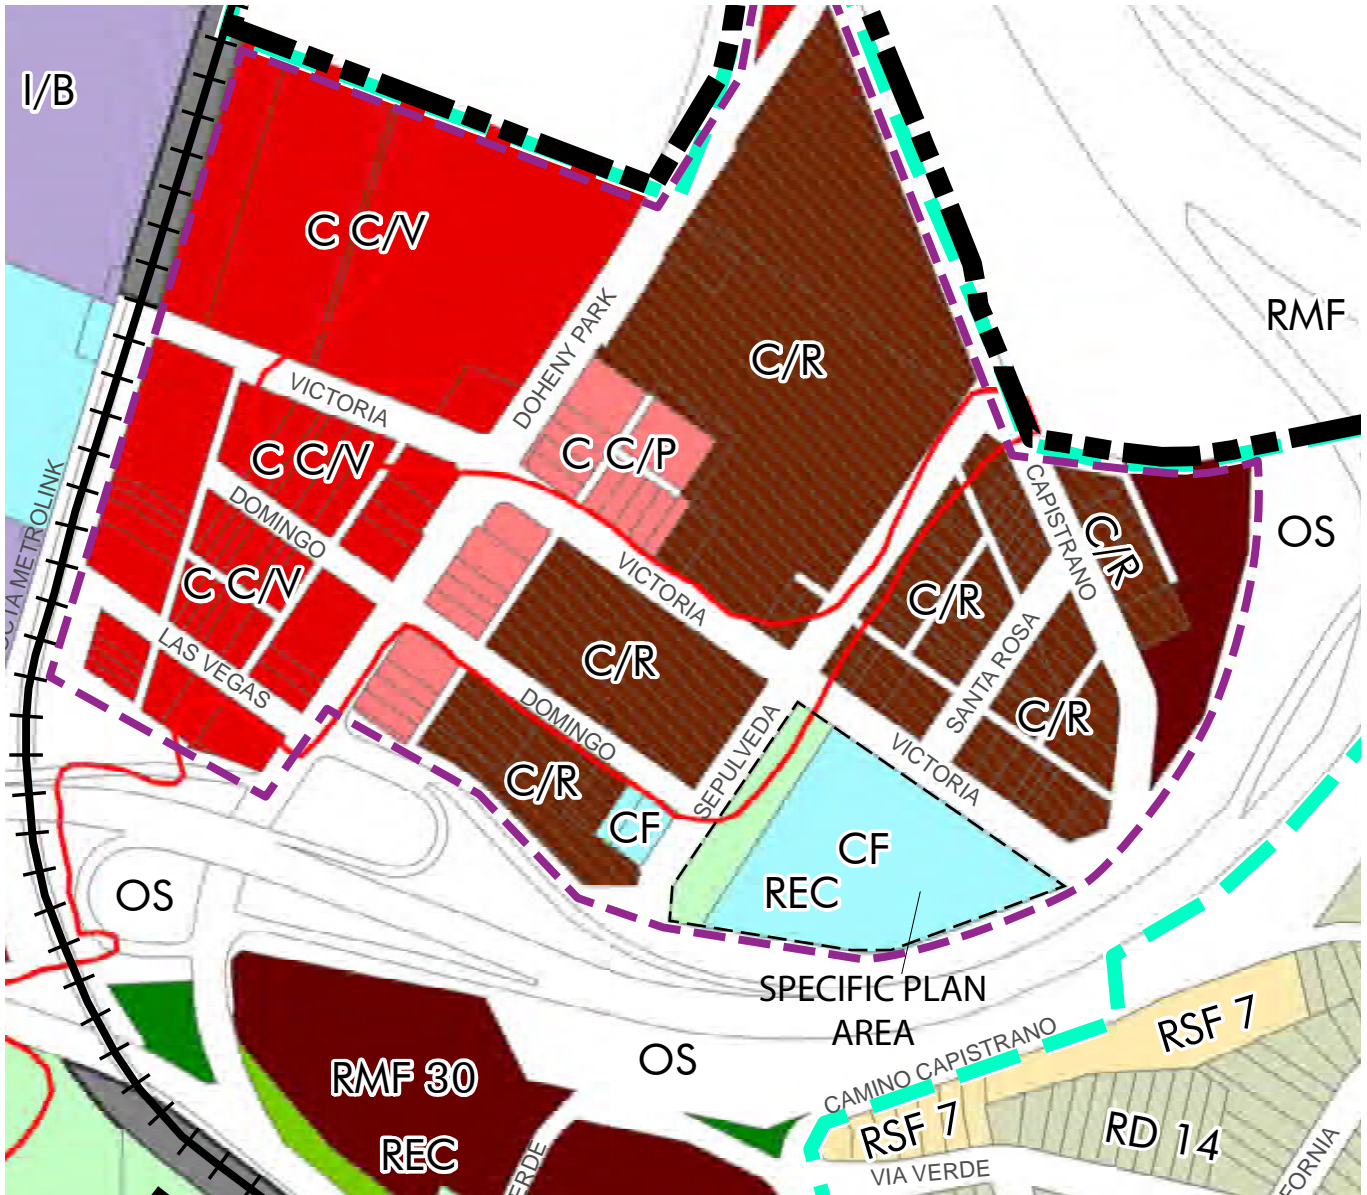 I/B
C C/V
RMF
DOHENY PARK
C/R
VICTORIA
C C/V
C C/P
CAPISTRANO
OCTA METROLINK
DOMINGO
OS
C/R
C C/V
VICTORIA
C/R
LAS VEGAS
C/R
SANTA ROSA
C/R
DOMINGO
SEPULVEDA
VICTORIA
C/R
CF
CF
REC
OS
SPECIFIC PLAN
AREA
OS
CAMINO CAPISTRANO
RSF 7
RMF 30
REC
RSF 7
RD 14
VIA VERDE